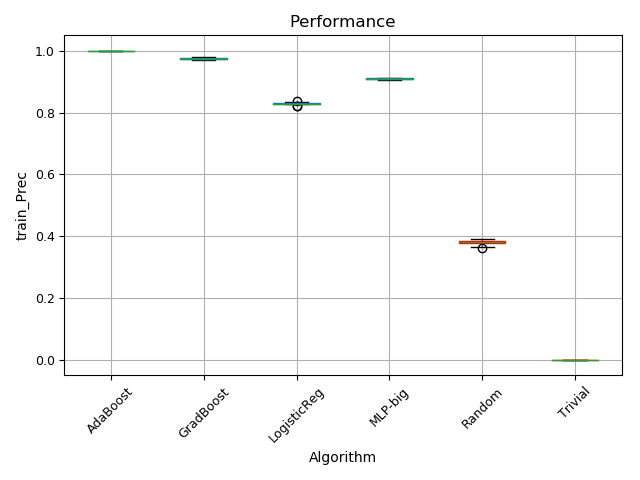 Performance
1.0
0.8
0.6
0.4
0.2
0.0
train_Prec
AdaBoost
GradBoost
LogisticReg
MLP-big
Random
Trivial
Algorithm